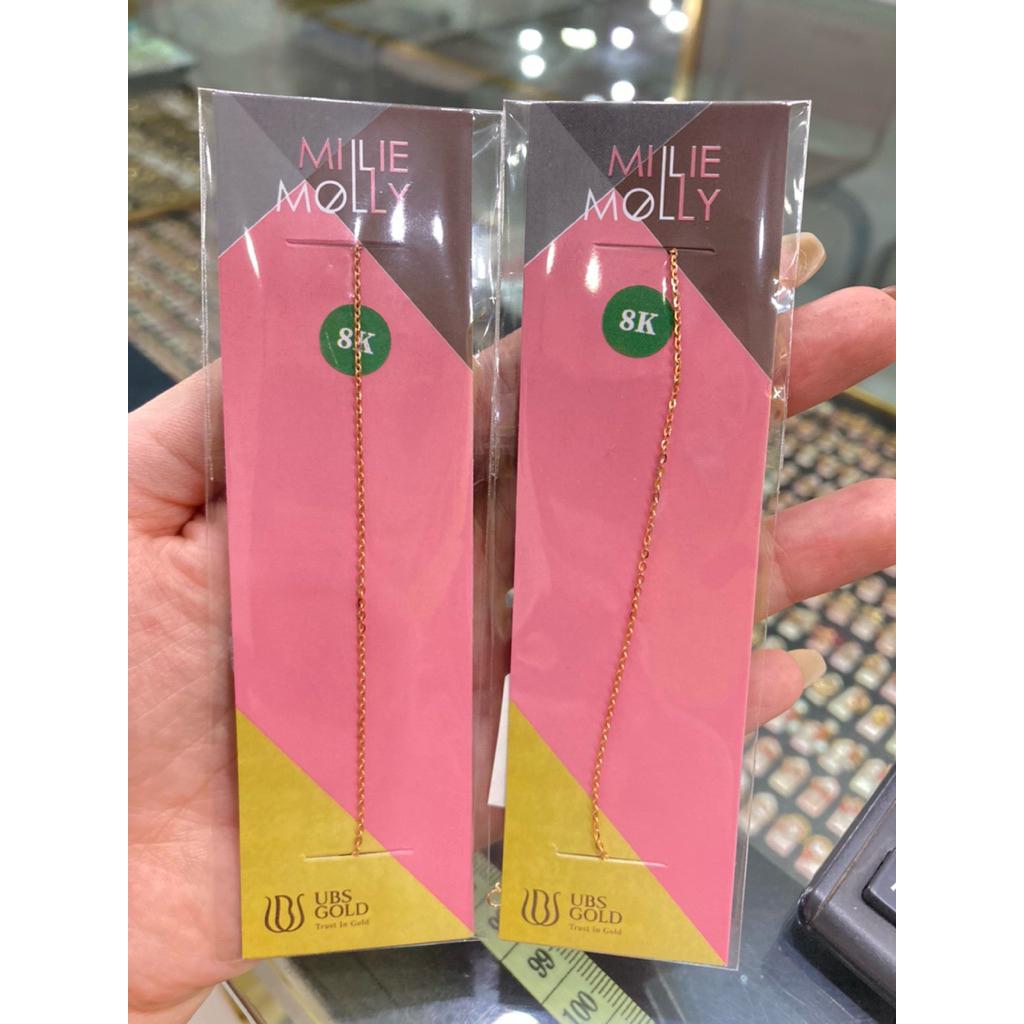 MILLIE
MOLLY
8K
UBS
GOLD
Trust in Gold
MILLIE
MOLLY
8K
UBS
GOLD
Trust in Gold
99
100